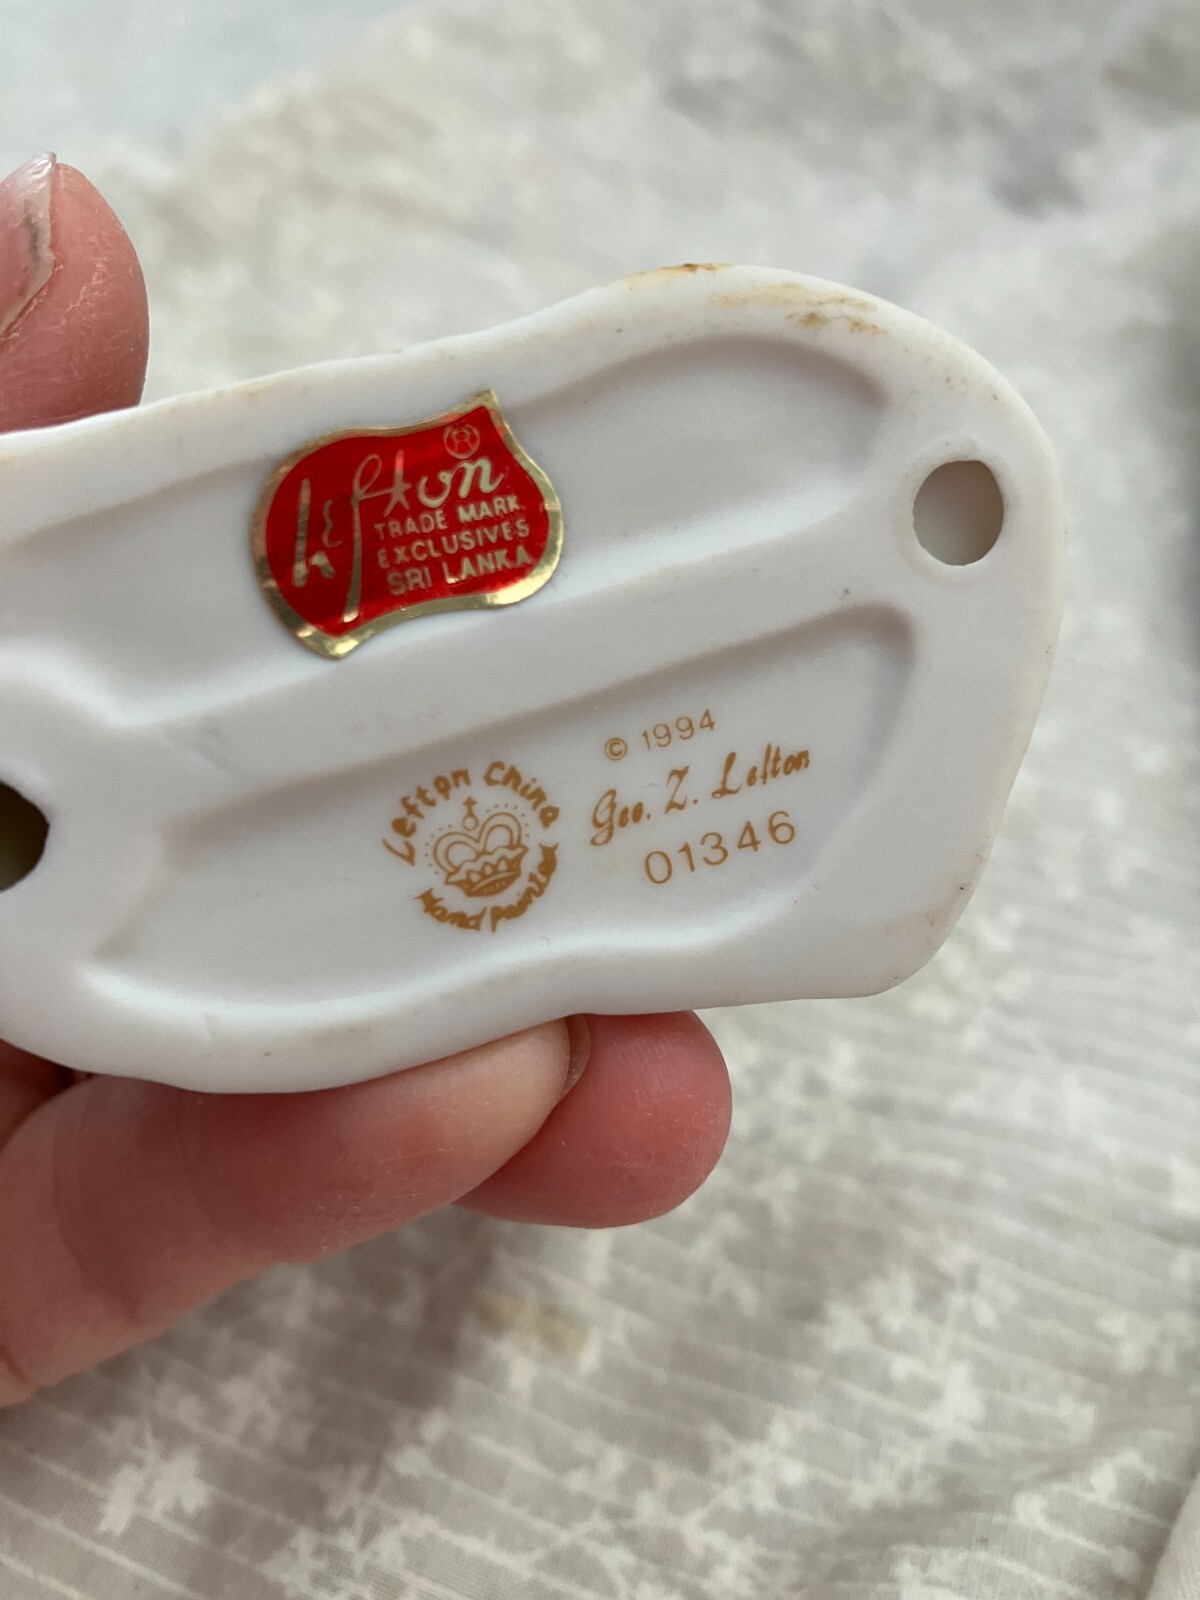 Lefton ®
TRADE MARK
EXCLUSIVES
SRI LANKA
Lefton China
Hand Painted
© 1994
Geo. Z. Lefton
01346